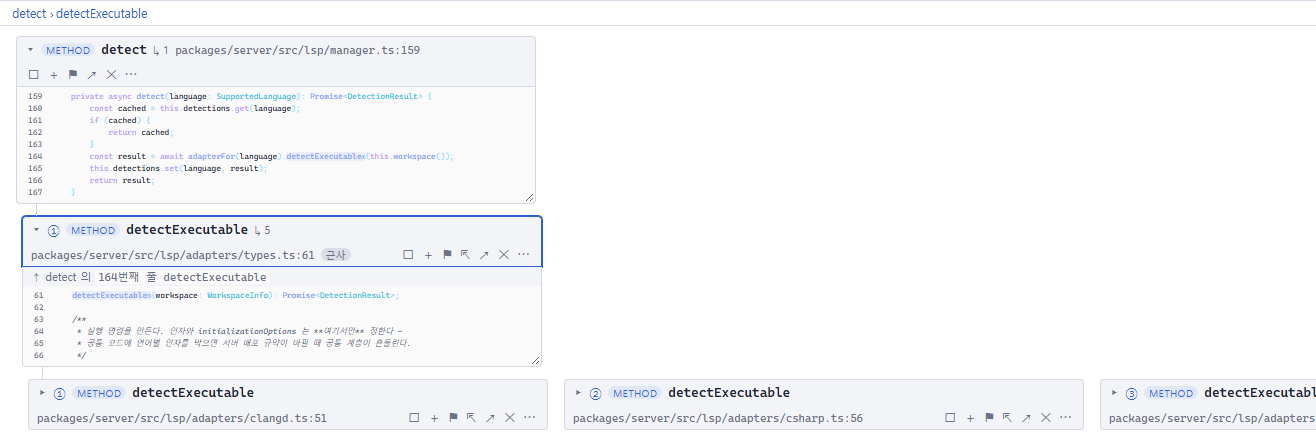 detect › detectExecutable
▾ METHOD detect ↳ 1 packages/server/src/lsp/manager.ts:159
□ + ⚑ ↗ ✕ ⋯
159 private async detect(language: SupportedLanguage): Promise<DetectionResult> {
160 const cached = this.detections.get(language);
161 if (cached) {
162 return cached;
163 }
164 const result = await adapterFor(language).detectExecutable(this.workspace());
165 this.detections.set(language, result);
166 return result;
167 }
▾ ① METHOD detectExecutable ↳ 5
packages/server/src/lsp/adapters/types.ts:61 근사 □ + ⚑ ⇱ ↗ ✕ ⋯
↑ detect 의 164번째 줄 detectExecutable
61 detectExecutable(workspace: WorkspaceInfo): Promise<DetectionResult>;
62
63 /**
64 * 실행 명령을 만든다. 인자와 initializationOptions 는 **여기서만** 정한다 —
65 * 공통 코드에 언어별 인자를 박으면 서버 배포 규약이 바뀔 때 공통 계층이 흔들린다.
66 */
▸ ① METHOD detectExecutable
packages/server/src/lsp/adapters/clangd.ts:51 □ + ⚑ ⇱ ↗ ✕ ⋯
▸ ② METHOD detectExecutable
packages/server/src/lsp/adapters/csharp.ts:56 □ + ⚑ ⇱ ↗ ✕ ⋯
▸ ③ METHOD detectExecuta
packages/server/src/lsp/adapters